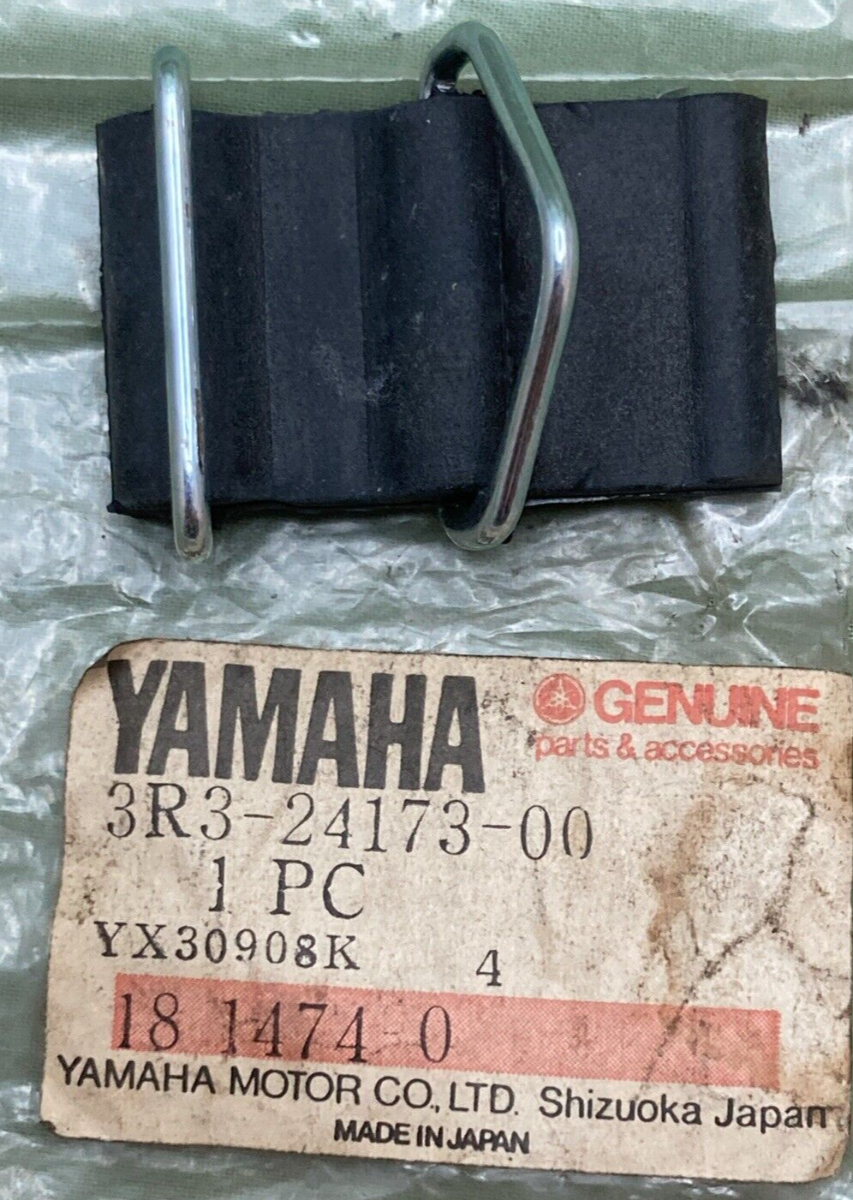 YAMAHA
GENUINE
parts & accessories
3R3-24173-00
1 PC
YX30908K 4
18 1474-0
YAMAHA MOTOR CO., LTD. Shizuoka Japan
MADE IN JAPAN